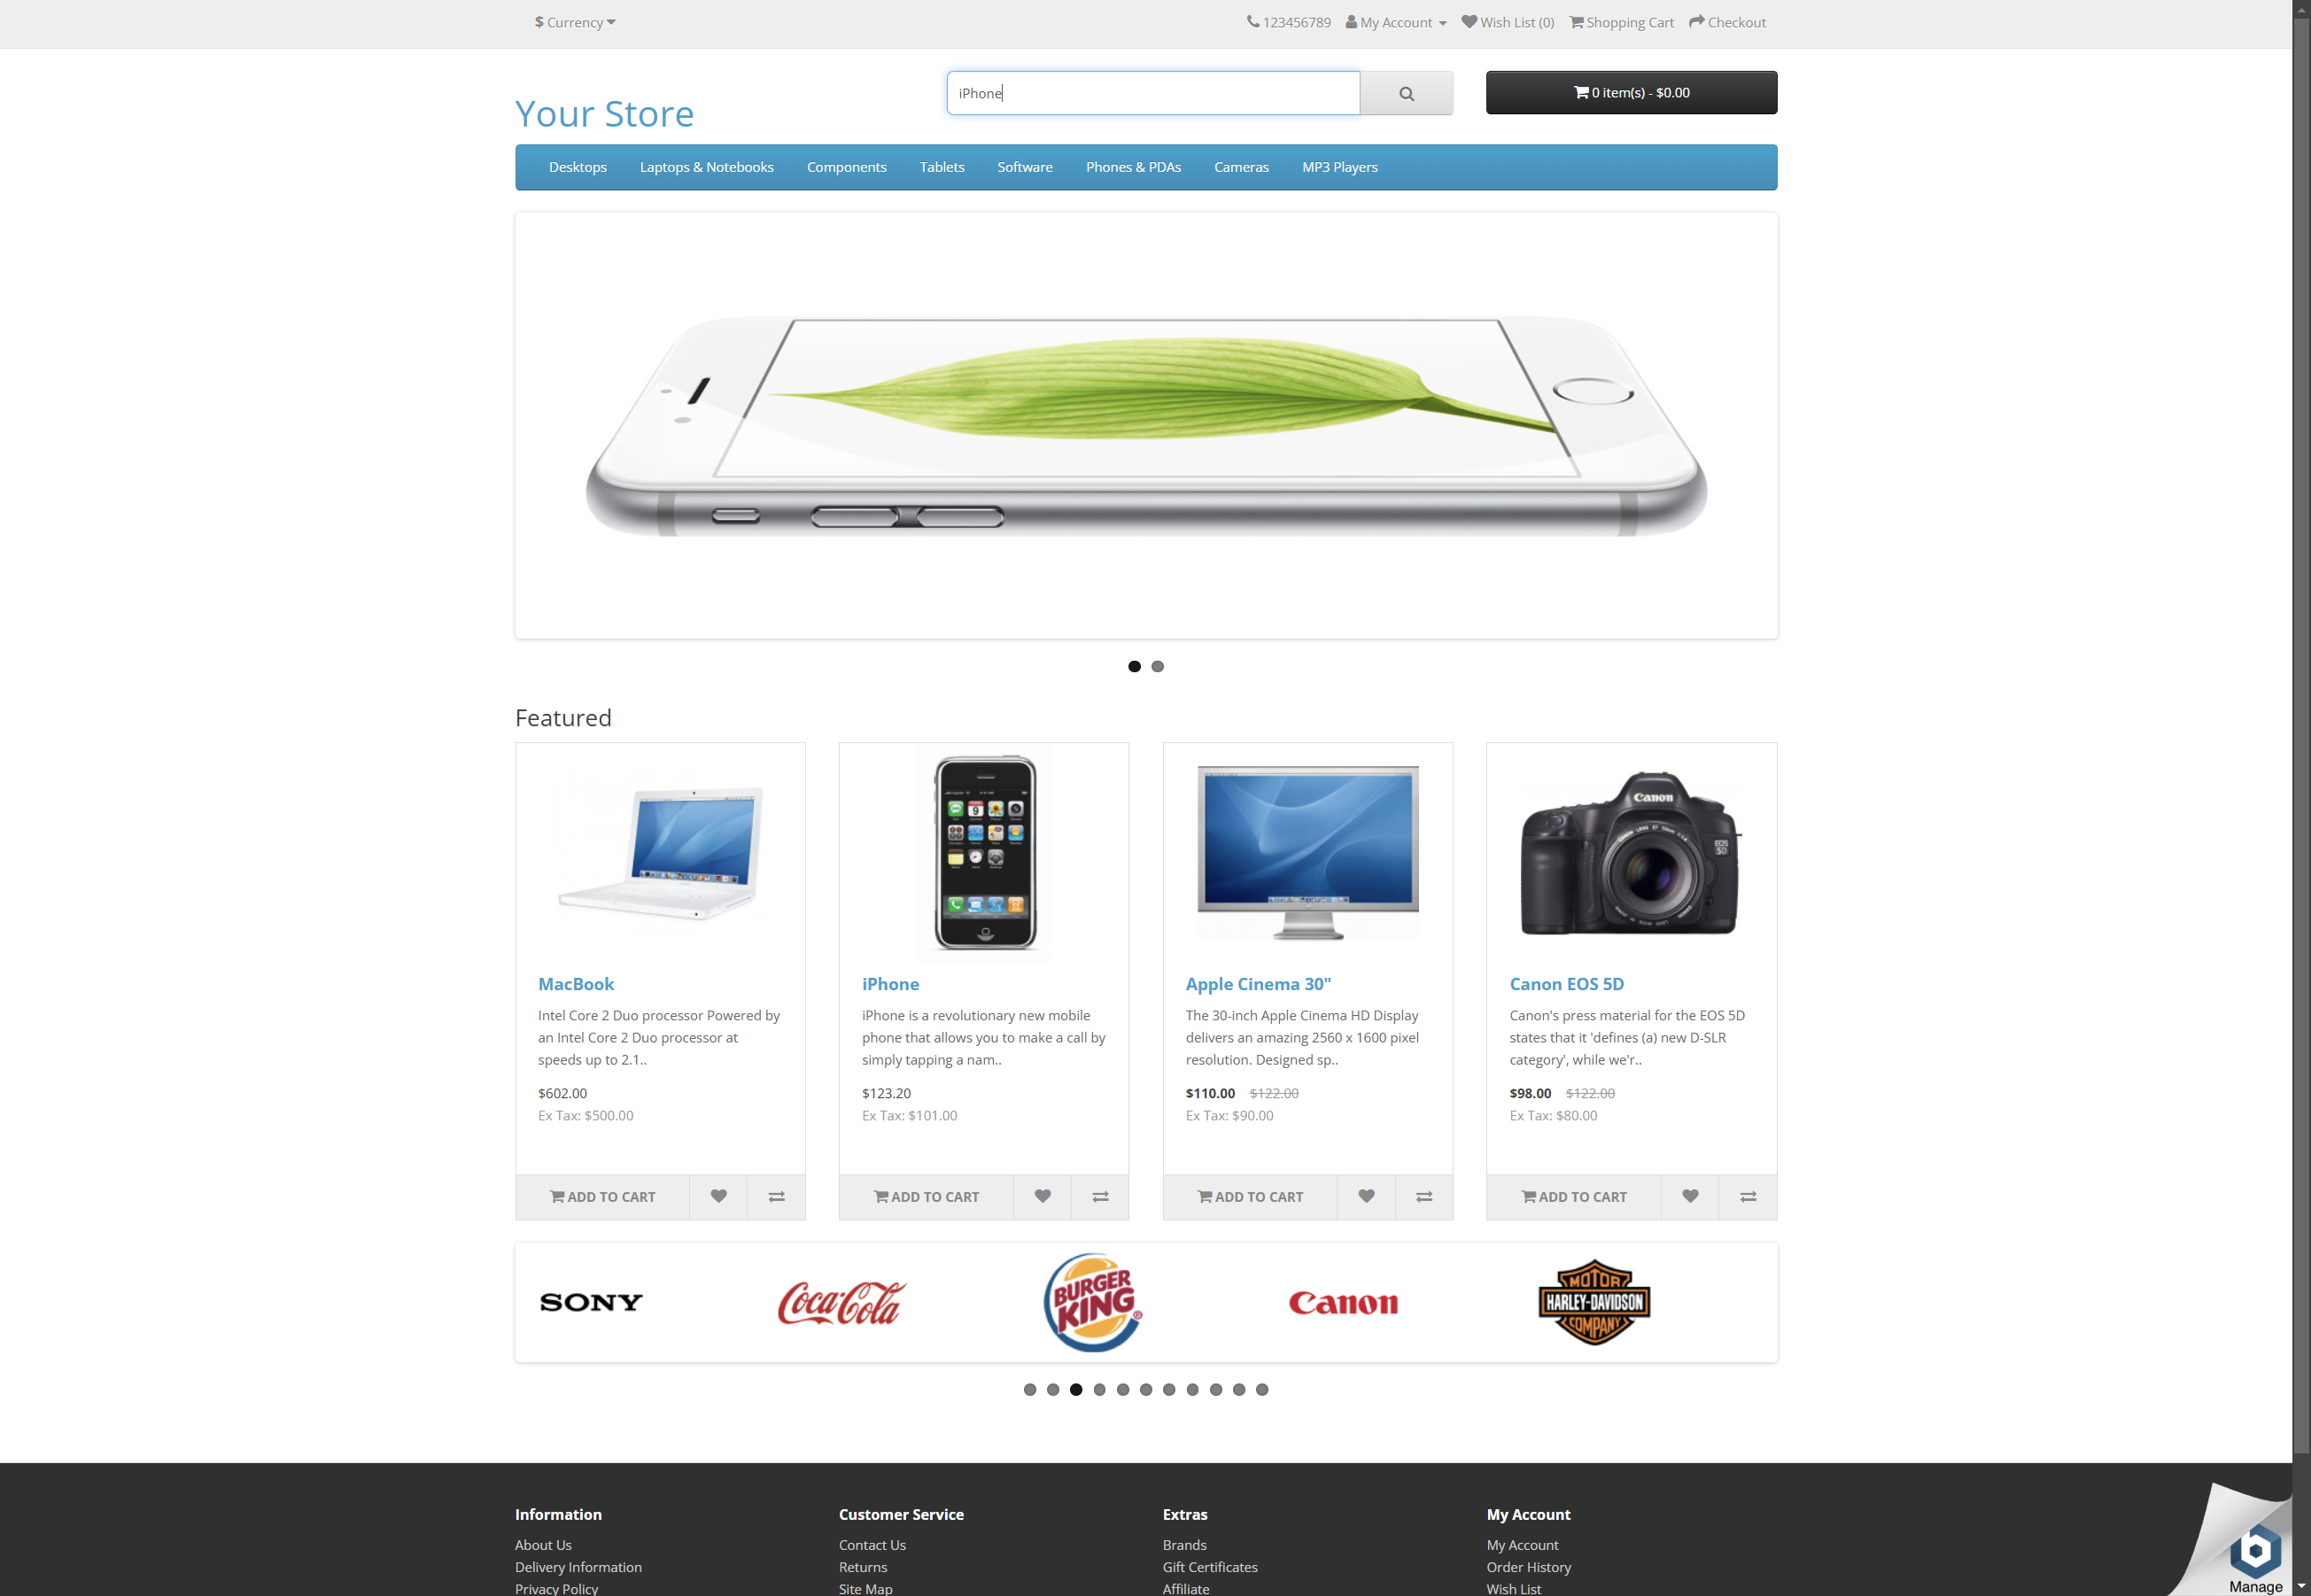 $ Currency
123456789 My Account Wish List (0) Shopping Cart Checkout
Your Store
iPhone
0 item(s) - $0.00
Desktops Laptops & Notebooks Components Tablets Software Phones & PDAs Cameras MP3 Players
Featured
Canon
EOS
5D
MacBook
Intel Core 2 Duo processor Powered by
an Intel Core 2 Duo processor at
speeds up to 2.1..
$602.00
Ex Tax: $500.00
ADD TO CART
iPhone
iPhone is a revolutionary new mobile
phone that allows you to make a call by
simply tapping a nam..
$123.20
Ex Tax: $101.00
ADD TO CART
Apple Cinema 30"
The 30-inch Apple Cinema HD Display
delivers an amazing 2560 x 1600 pixel
resolution. Designed sp..
$110.00 $122.00
Ex Tax: $90.00
ADD TO CART
Canon EOS 5D
Canon's press material for the EOS 5D
states that it 'defines (a) new D-SLR
category', while we'r..
$98.00 $122.00
Ex Tax: $80.00
ADD TO CART
SONY
Coca-Cola
BURGER
KING
Canon
MOTOR
HARLEY-DAVIDSON
COMPANY
Information
About Us
Delivery Information
Privacy Policy
Customer Service
Contact Us
Returns
Site Map
Extras
Brands
Gift Certificates
Affiliate
My Account
My Account
Order History
Wish List
b
Manage